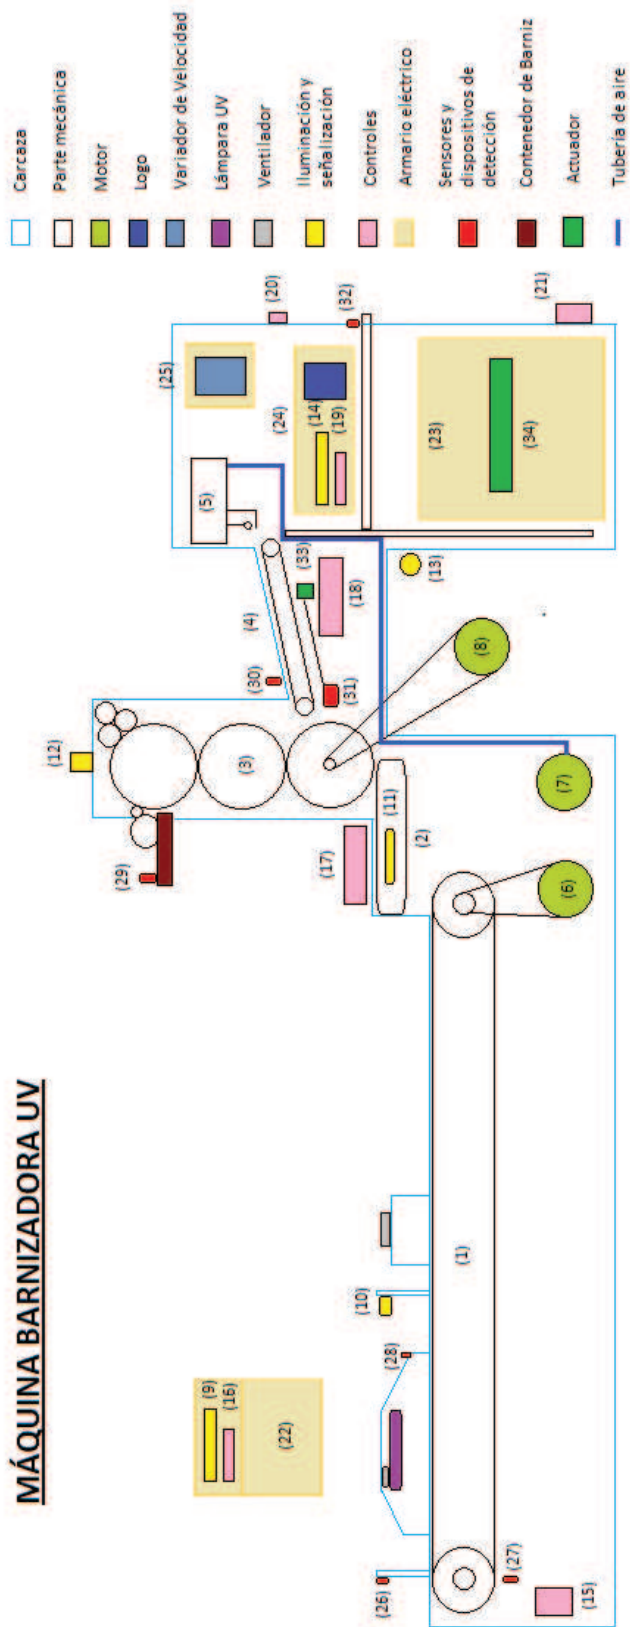 MÁQUINA BARNIZADORA UV
(1)
(2)
(3)
(4)
(5)
(6)
(7)
(8)
(9)
(10)
(11)
(12)
(13)
(14)
(15)
(16)
(17)
(18)
(19)
(20)
(21)
(22)
(23)
(24)
(25)
(26)
(27)
(28)
(29)
(30)
(31)
(32)
(33)
(34)
Carcaza
Parte mecánica
Motor
Logo
Variador de Velocidad
Lámpara UV
Ventilador
Iluminación y
señalización
Controles
Armario eléctrico
Sensores y
dispositivos de
detección
Contenedor de Barniz
Actuador
Tubería de aire